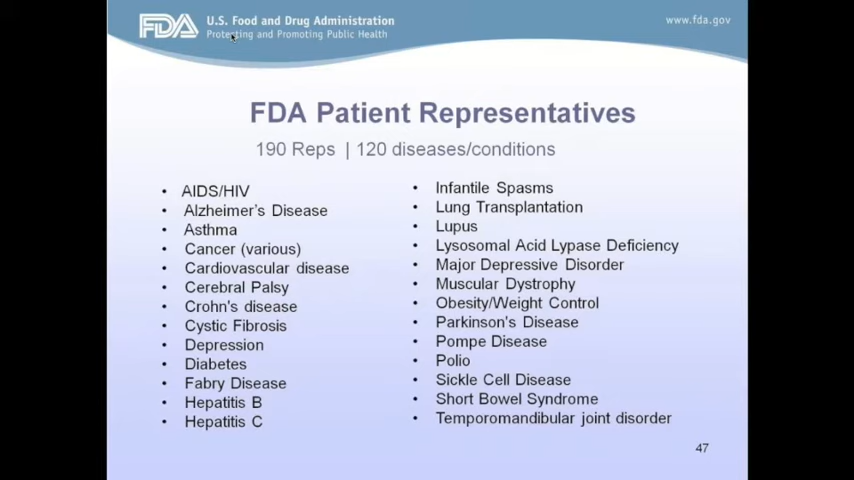 FDA
U.S. Food and Drug Administration
Protecting and Promoting Public Health
www.fda.gov
FDA Patient Representatives
190 Reps | 120 diseases/conditions
• AIDS/HIV
• Alzheimer's Disease
• Asthma
• Cancer (various)
• Cardiovascular disease
• Cerebral Palsy
• Crohn's disease
• Cystic Fibrosis
• Depression
• Diabetes
• Fabry Disease
• Hepatitis B
• Hepatitis C
• Infantile Spasms
• Lung Transplantation
• Lupus
• Lysosomal Acid Lypase Deficiency
• Major Depressive Disorder
• Muscular Dystrophy
• Obesity/Weight Control
• Parkinson's Disease
• Pompe Disease
• Polio
• Sickle Cell Disease
• Short Bowel Syndrome
• Temporomandibular joint disorder
47